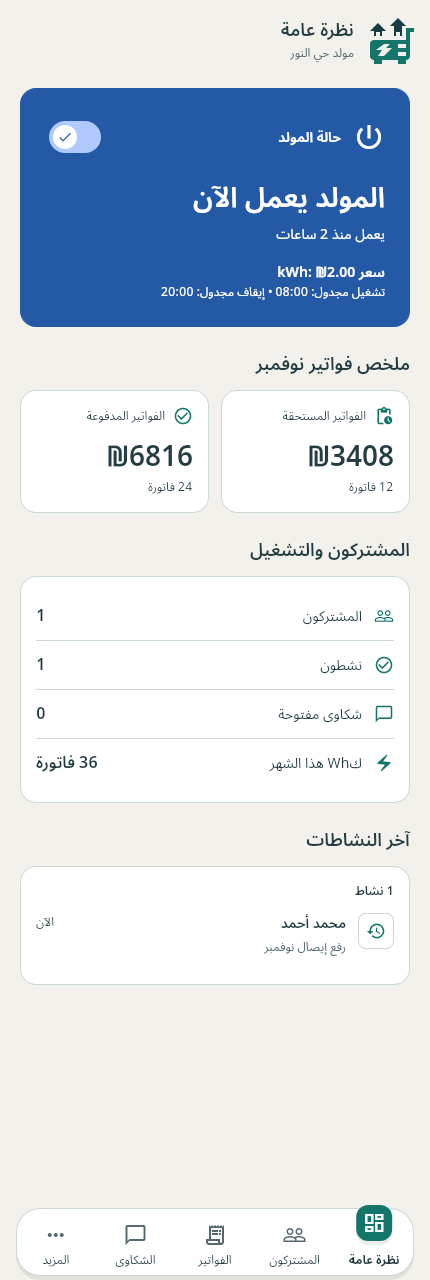 نظرة عامة
مولد حي النور
حالة المولد
المولد يعمل الآن
يعمل منذ 2 ساعات
سعر kWh: ₪2.00
تشغيل مجدول: 08:00 • إيقاف مجدول: 20:00
ملخص فواتير نوفمبر
الفواتير المستحقة
₪3408
12 فاتورة
الفواتير المدفوعة
₪6816
24 فاتورة
المشتركون والتشغيل
المشتركون 1
نشطون 1
شكاوى مفتوحة 0
كWh هذا الشهر 36 فاتورة
آخر النشاطات
1 نشاط
محمد أحمد الآن
رفع إيصال نوفمبر
نظرة عامة المشتركون الفواتير الشكاوى المزيد